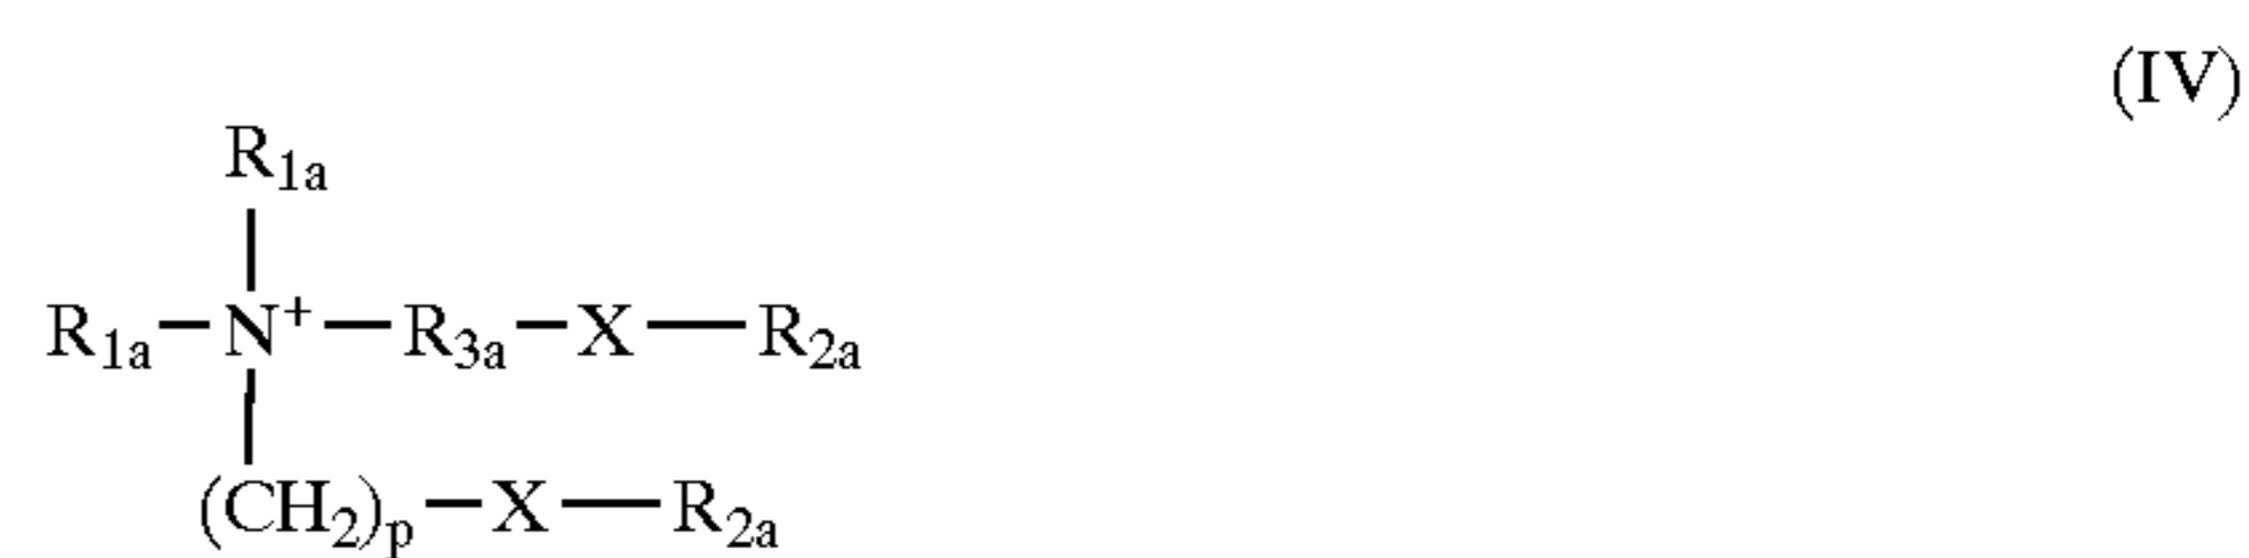 (IV)
R1a
R1a—N+—R3a—X—R2a
(CH2)p—X—R2a